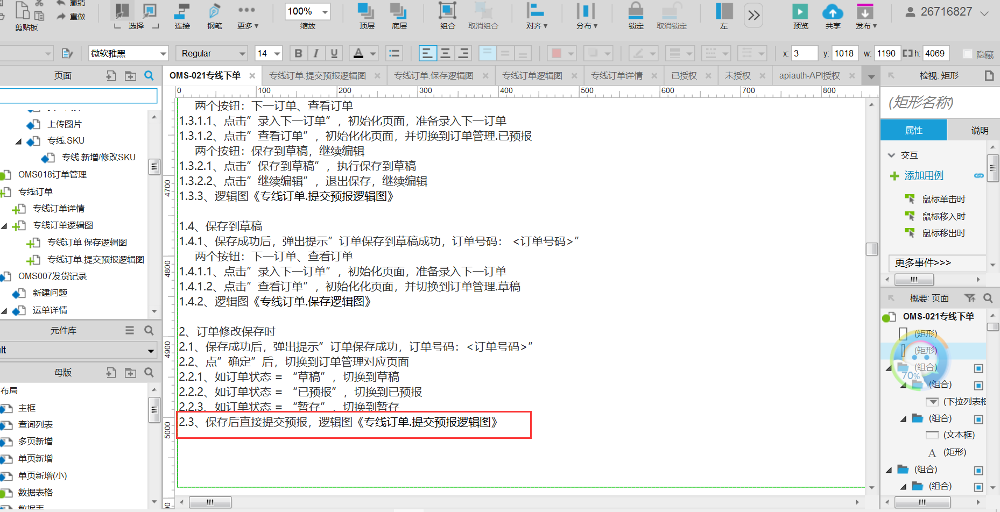 撤销
重做
剪贴板
选择
连接
钢笔
更多▾
100%
缩放
顶层
底层
组合
取消组合
对齐▾
分布▾
锁定
取消锁定
左
预览
共享
发布▾
26716827
微软雅黑
Regular
14
B I U
A
x: 3
y: 1018
w: 1190
h: 4069
隐藏
页面
OMS-021专线下单
专线订单.提交预报逻辑图
专线订单.保存逻辑图
专线订单逻辑图
专线订单详情
已授权
未授权
apiauth-API授权
检视: 矩形
0 100 200 300 400 500 600 700 800
4700
4800
4900
5000
上传图片
专线.SKU
专线.新增/修改SKU
OMS018订单管理
专线订单
专线订单详情
专线订单逻辑图
专线订单.保存逻辑图
专线订单.提交预报逻辑图
OMS007发货记录
新建问题
运单详情
元件库
母版
布局
主框
查询列表
多页新增
单页新增
单页新增(小)
数据表格
数据表
两个按钮：下一订单、查看订单
1.3.1.1、点击”录入下一订单”，初始化页面，准备录入下一订单
1.3.1.2、点击”查看订单”，初始化化页面，并切换到订单管理.已预报
两个按钮：保存到草稿，继续编辑
1.3.2.1、点击”保存到草稿”，执行保存到草稿
1.3.2.2、点击”继续编辑”，退出保存，继续编辑
1.3.3、逻辑图《专线订单.提交预报逻辑图》
1.4、保存到草稿
1.4.1、保存成功后，弹出提示”订单保存到草稿成功，订单号码： <订单号码>”
两个按钮：下一订单、查看订单
1.4.1.1、点击”录入下一订单”，初始化页面，准备录入下一订单
1.4.1.2、点击”查看订单”，初始化化页面，并切换到订单管理.草稿
1.4.2、逻辑图《专线订单.保存逻辑图》
2、订单修改保存时
2.1、保存成功后，弹出提示”订单保存成功，订单号码：<订单号码>”
2.2、点”确定”后，切换到订单管理对应页面
2.2.1、如订单状态 = “草稿”，切换到草稿
2.2.2、如订单状态 = “已预报”，切换到已预报
2.2.3、如订单状态 = “暂存”，切换到暂存
2.3、保存后直接提交预报，逻辑图《专线订单.提交预报逻辑图》
(矩形名称)
属性
说明
交互
添加用例
鼠标单击时
鼠标移入时
鼠标移出时
更多事件>>>
概要: 页面
OMS-021专线下单
(矩形)
(矩形)
(组合)
70%
(组合)
(下拉列表框
(组合)
(文本框)
A (矩形)
(组合)
(组合)